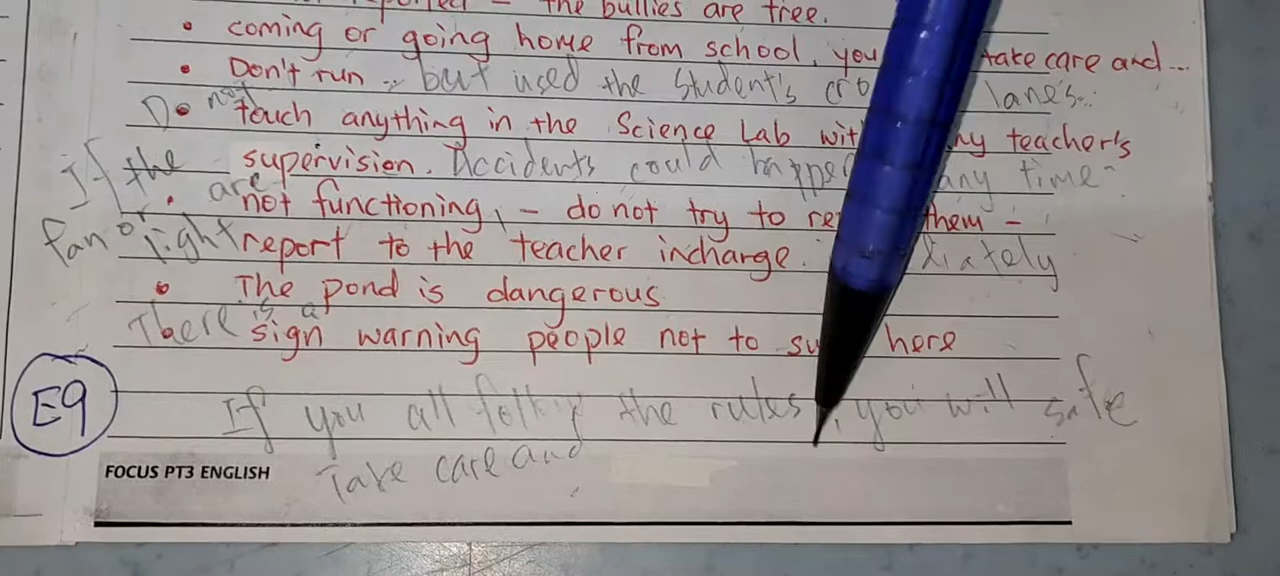 the bullies are free.
• coming or going home from school, you take care and...
• Don't run but used the Student's lanes.
Do not touch anything in the Science Lab teacher's
supervision. Accidents could any time
If the fan or light are not functioning, - do not try to them -
report to the teacher incharge.
• The pond is dangerous
There is a sign warning people not to here
E9
If you all the rules, you will safe
Take care and
FOCUS PT3 ENGLISH